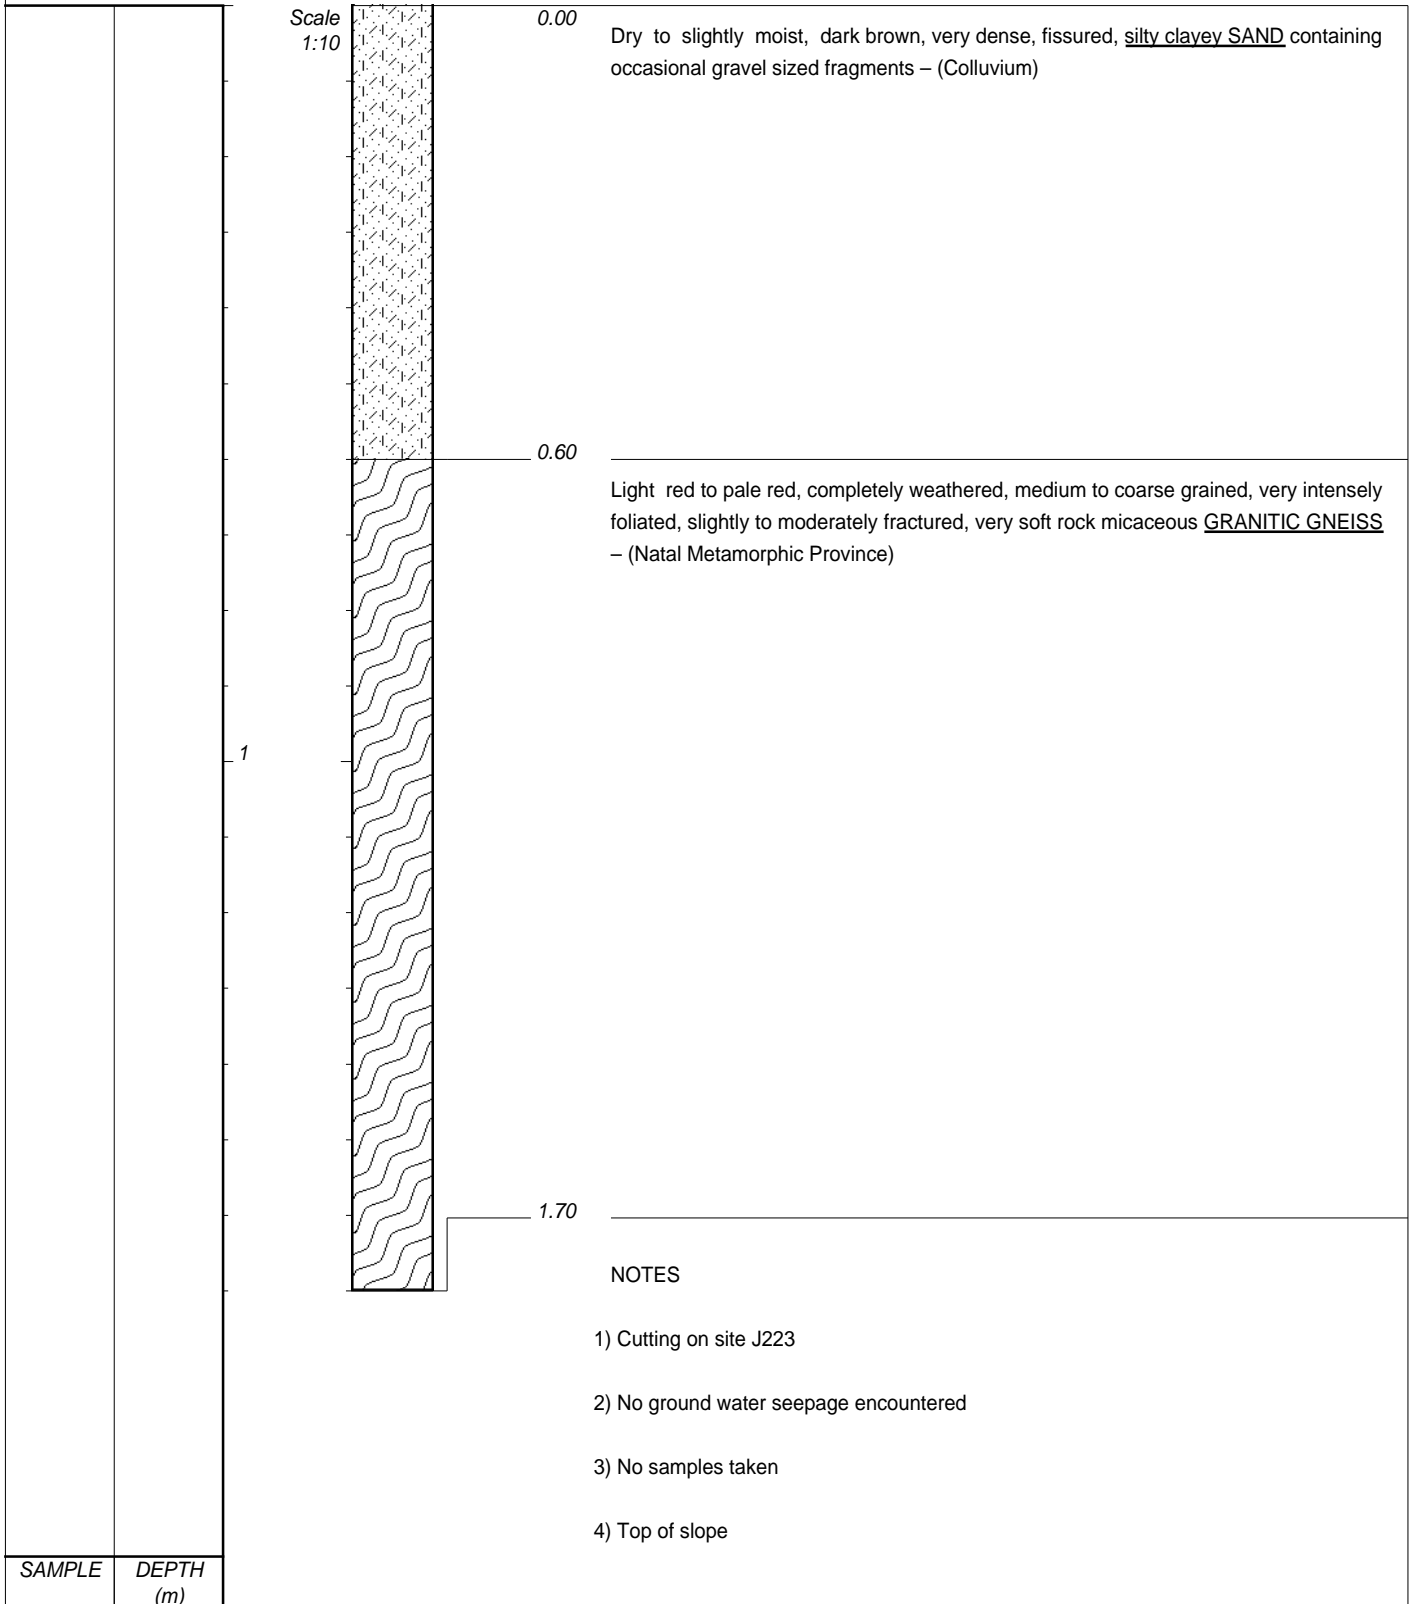 Scale
1:10
0.00
Dry to slightly moist, dark brown, very dense, fissured, silty clayey SAND containing
occasional gravel sized fragments – (Colluvium)
0.60
Light red to pale red, completely weathered, medium to coarse grained, very intensely
foliated, slightly to moderately fractured, very soft rock micaceous GRANITIC GNEISS
– (Natal Metamorphic Province)
1
1.70
NOTES
1) Cutting on site J223
2) No ground water seepage encountered
3) No samples taken
4) Top of slope
SAMPLE DEPTH
(m)